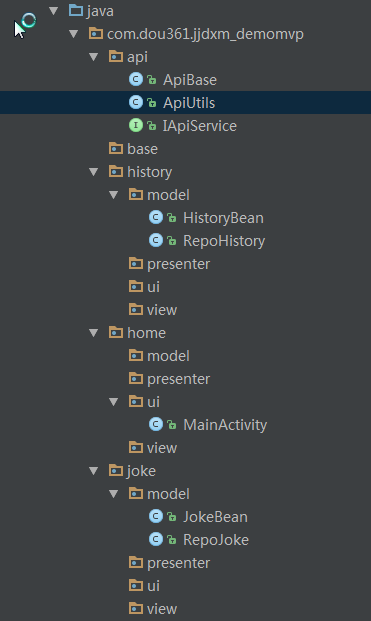 java
com.dou361.jjdxm_demomvp
api
C ApiBase
C ApiUtils
I IApiService
base
history
model
C HistoryBean
C RepoHistory
presenter
ui
view
home
model
presenter
ui
C MainActivity
view
joke
model
C JokeBean
C RepoJoke
presenter
ui
view